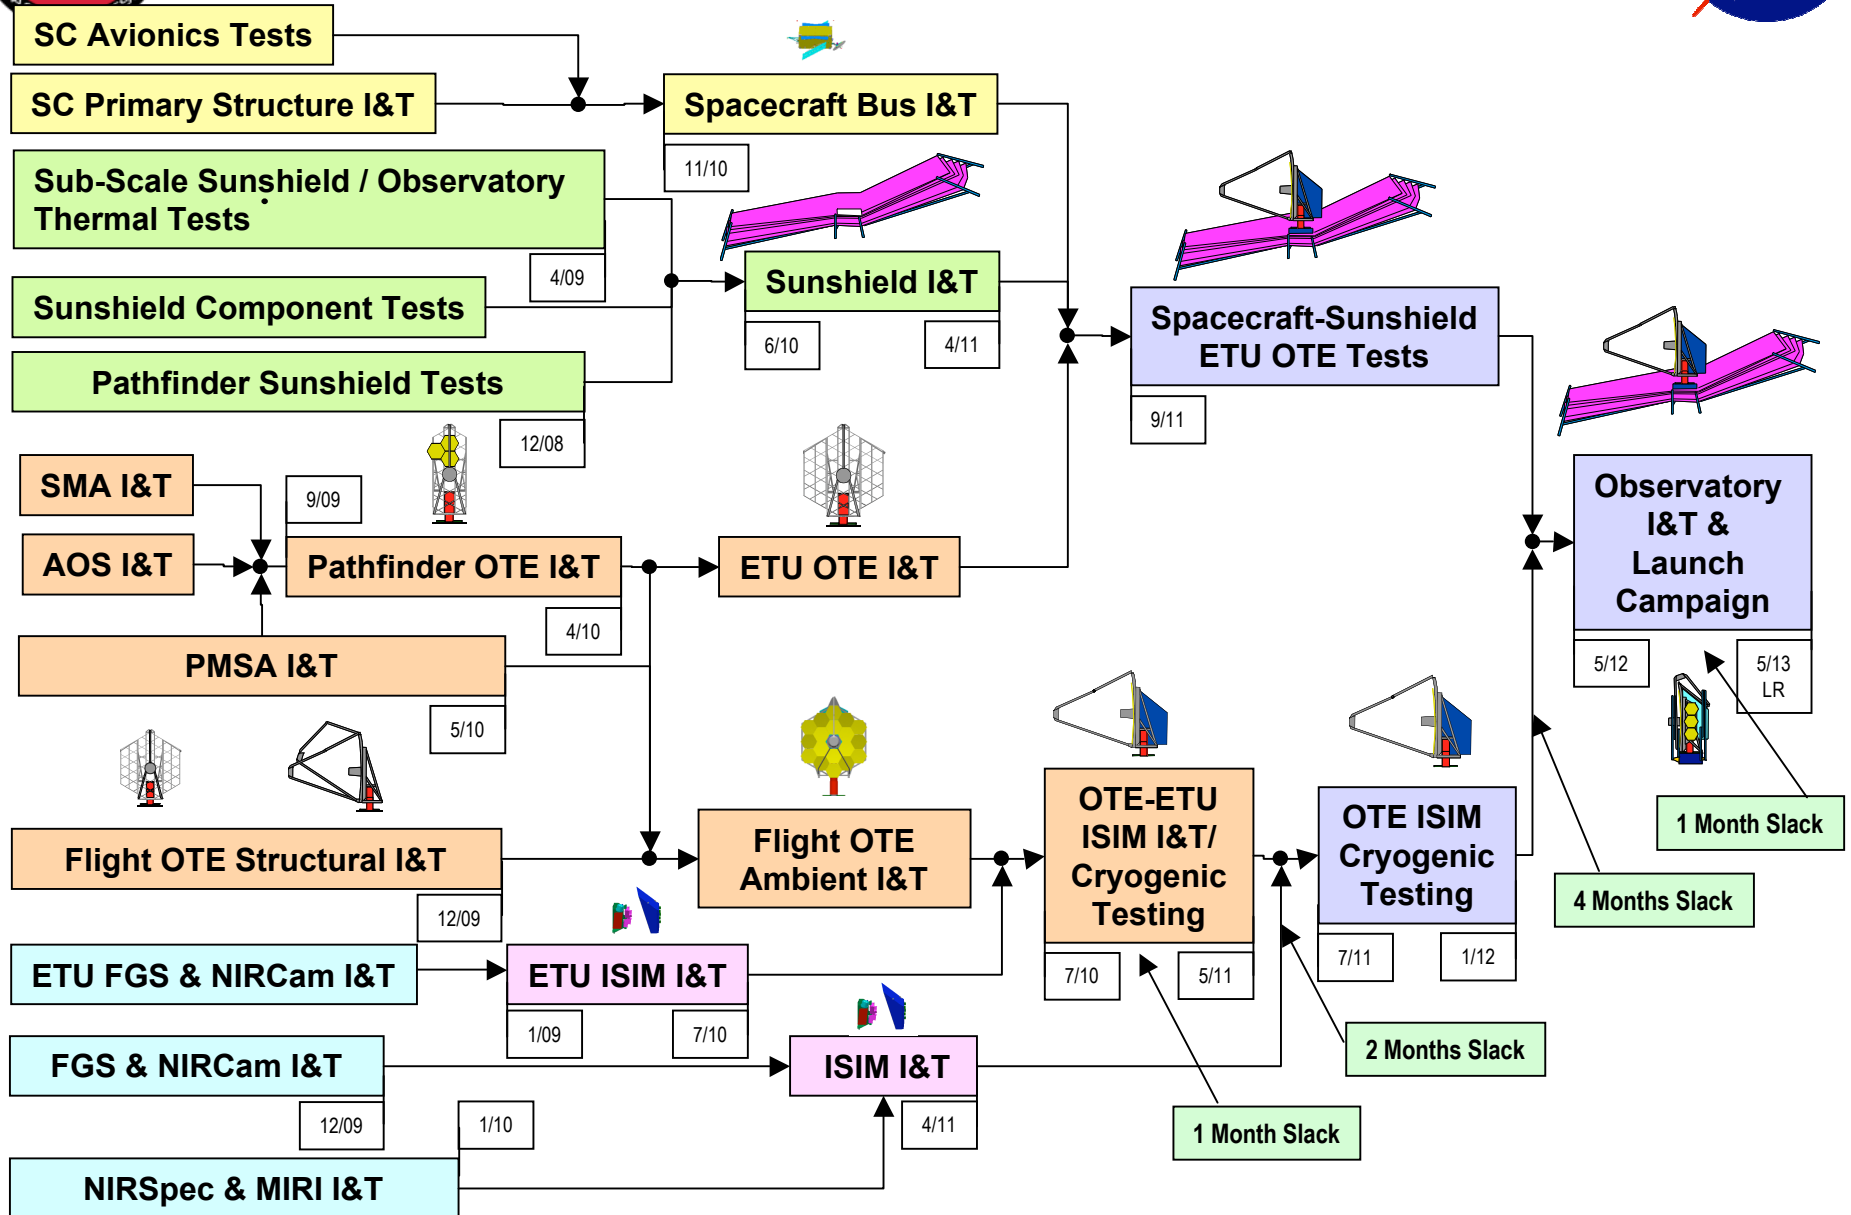 SC Avionics Tests
SC Primary Structure I&T
Spacecraft Bus I&T
11/10
Sub-Scale Sunshield / Observatory
Thermal Tests
4/09
Sunshield Component Tests
Sunshield I&T
6/10
4/11
Pathfinder Sunshield Tests
12/08
Spacecraft-Sunshield
ETU OTE Tests
9/11
SMA I&T
9/09
AOS I&T
Pathfinder OTE I&T
4/10
ETU OTE I&T
PMSA I&T
5/10
Observatory
I&T &
Launch
Campaign
5/12
5/13
LR
1 Month Slack
Flight OTE Structural I&T
12/09
Flight OTE
Ambient I&T
OTE-ETU
ISIM I&T/
Cryogenic
Testing
7/10
5/11
OTE ISIM
Cryogenic
Testing
7/11
1/12
4 Months Slack
ETU FGS & NIRCam I&T
ETU ISIM I&T
1/09
7/10
2 Months Slack
FGS & NIRCam I&T
12/09
ISIM I&T
4/11
1 Month Slack
1/10
NIRSpec & MIRI I&T